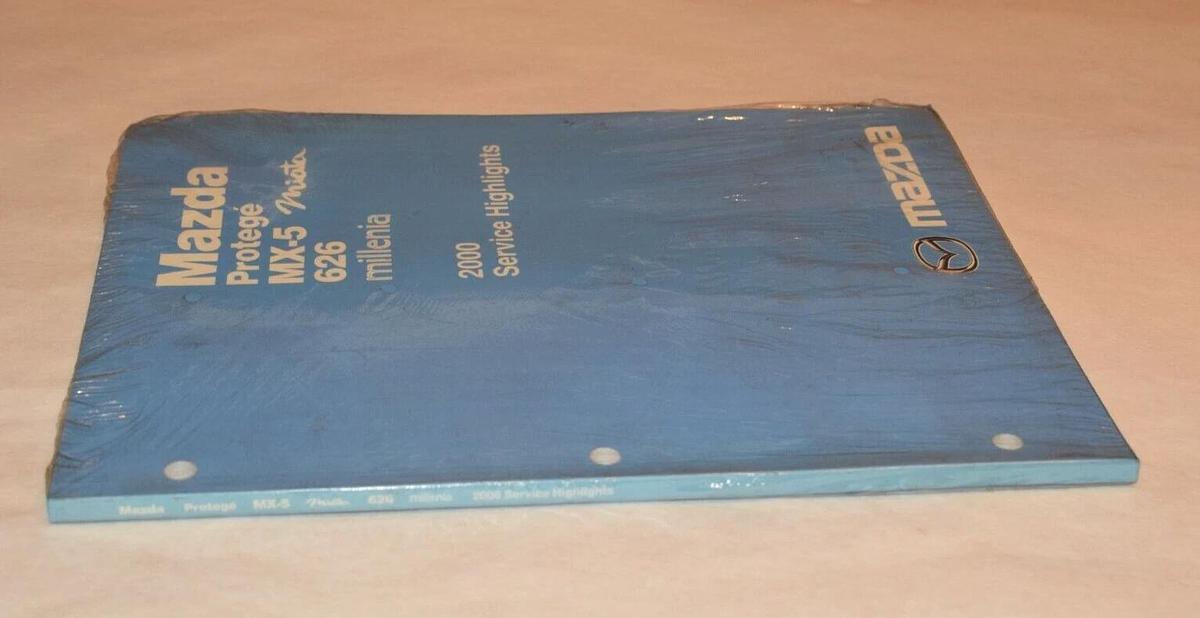 Mazda
Protegé
MX-5 Miata
626
millenia
2000
Service Highlights
mazda
Mazda Protegé MX-5 Miata 626 millenia 2000 Service Highlights